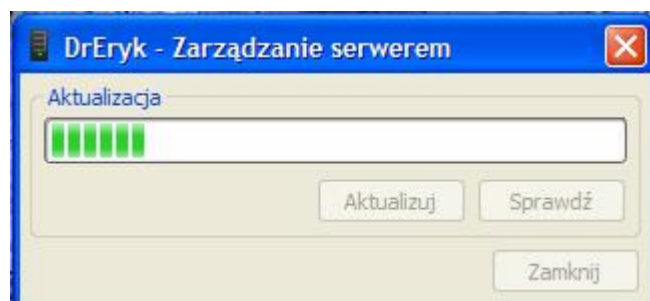 DrEryk - Zarządzanie serwerem
Aktualizacja
Aktualizuj Sprawdź
Zamknij